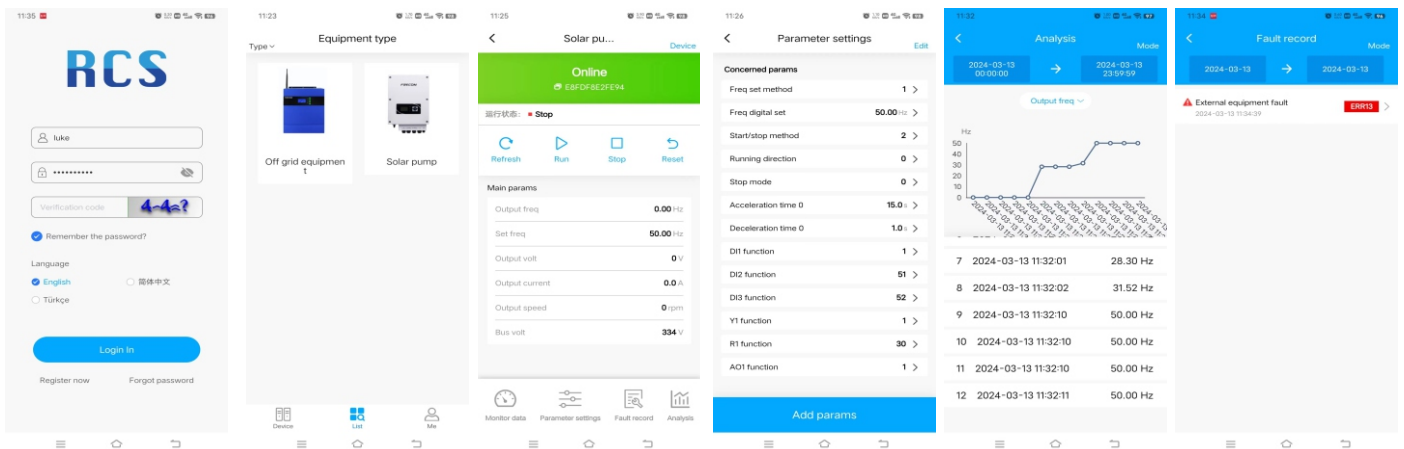 11:35
RCS
luke
••••••••••
Verification code
4-4=?
Remember the password?
Language
English
简体中文
Türkçe
Login In
Register now
Forgot password
11:23
Equipment type
Type
Off grid equipmen
t
Solar pump
Device
List
Me
11:25
Solar pu...
Device
Online
E8FDF8E2FE94
运行状态:
Stop
Refresh
Run
Stop
Reset
Main params
Output freq 0.00 Hz
Set freq 50.00 Hz
Output volt 0 V
Output current 0.0 A
Output speed 0 rpm
Bus volt 334 V
Monitor data
Parameter settings
Fault record
Analysis
11:26
Parameter settings
Edit
Concerned params
Freq set method 1
Freq digital set 50.00 Hz
Start/stop method 2
Running direction 0
Stop mode 0
Acceleration time 0 15.0 s
Deceleration time 0 1.0 s
DI1 function 1
DI2 function 51
DI3 function 52
Y1 function 1
R1 function 30
AO1 function 1
Add params
11:32
Analysis
Mode
2024-03-13
00:00:00
2024-03-13
23:59:59
Output freq
Hz
50
40
30
20
10
0
7 2024-03-13 11:32:01 28.30 Hz
8 2024-03-13 11:32:02 31.52 Hz
9 2024-03-13 11:32:10 50.00 Hz
10 2024-03-13 11:32:10 50.00 Hz
11 2024-03-13 11:32:10 50.00 Hz
12 2024-03-13 11:32:11 50.00 Hz
11:34
Fault record
Mode
2024-03-13
2024-03-13
External equipment fault
2024-03-13 11:34:39
ERR13